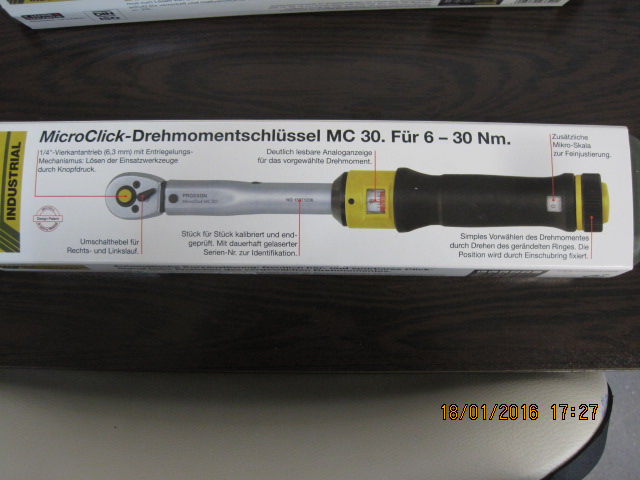 INDUSTRIAL
MicroClick-Drehmomentschlüssel MC 30. Für 6 – 30 Nm.
1/4"-Vierkantantrieb (6,3 mm) mit Entriegelungs-
Mechanismus: Lösen der Einsatzwerkzeuge
durch Knopfdruck.
Deutlich lesbare Analoganzeige
für das vorgewählte Drehmoment.
Zusätzliche
Mikro-Skala
zur Feinjustierung.
PROXXON
MicroClick MC 30
Design Patent
Umschalthebel für
Rechts- und Linkslauf.
Stück für Stück kalibriert und end-
geprüft. Mit dauerhaft gelaserter
Serien-Nr. zur Identifikation.
Simples Vorwählen des Drehmomentes
durch Drehen des gerändelten Ringes. Die
Position wird durch Einschubring fixiert.
18/01/2016 17:27